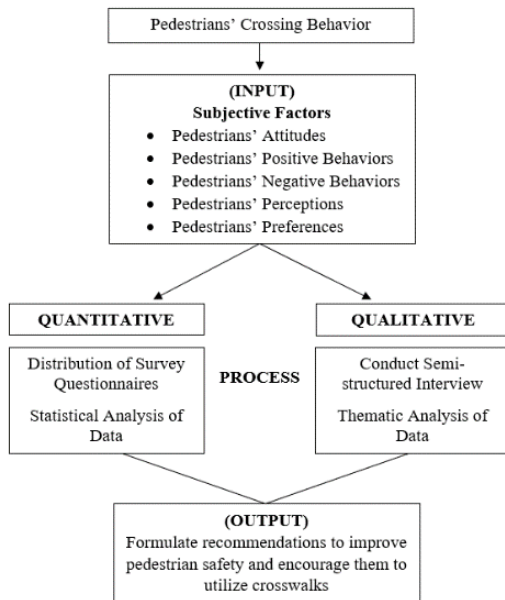 Pedestrians' Crossing Behavior
(INPUT)
Subjective Factors
• Pedestrians' Attitudes
• Pedestrians' Positive Behaviors
• Pedestrians' Negative Behaviors
• Pedestrians' Perceptions
• Pedestrians' Preferences
QUANTITATIVE
Distribution of Survey
Questionnaires
Statistical Analysis of
Data
PROCESS
QUALITATIVE
Conduct Semi-
structured Interview
Thematic Analysis of
Data
(OUTPUT)
Formulate recommendations to improve
pedestrian safety and encourage them to
utilize crosswalks